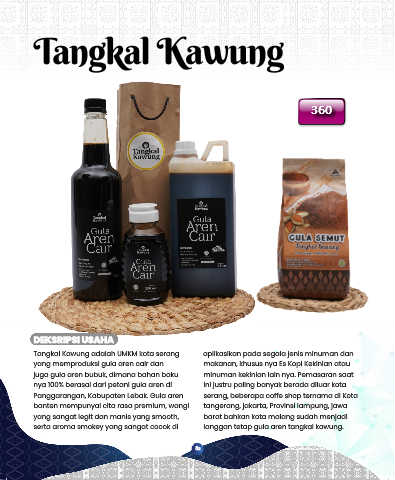 Tangkal Kawung
360
Tangkal
Kawung
Gula
Aren
Cair
Gula
Aren
Cair
Gula
Aren
Cair
GULA SEMUT
Tangkal Kawung
DEKSRIPSI USAHA
Tangkal Kawung adalah UMKM kota serang
yang memproduksi gula aren cair dan
juga gula aren bubuk, dimana bahan baku
nya 100% berasal dari petani gula aren di
Panggarangan, Kabupaten Lebak. Gula aren
banten mempunyai cita rasa premium, wangi
yang sangat legit dan manis yang smooth,
serta aroma smokey yang sangat cocok di
aplikasikan pada segala jenis minuman dan
makanan, khusus nya Es Kopi Kekinian atau
minuman kekinian lain nya. Pemasaran saat
ini justru paling banyak berada diluar kota
serang, beberapa coffe shop ternama di Kota
tangerang, jakarta, Provinsi lampung, jawa
barat bahkan kota malang sudah menjadi
langgan tetap gula aren tangkal kawung.